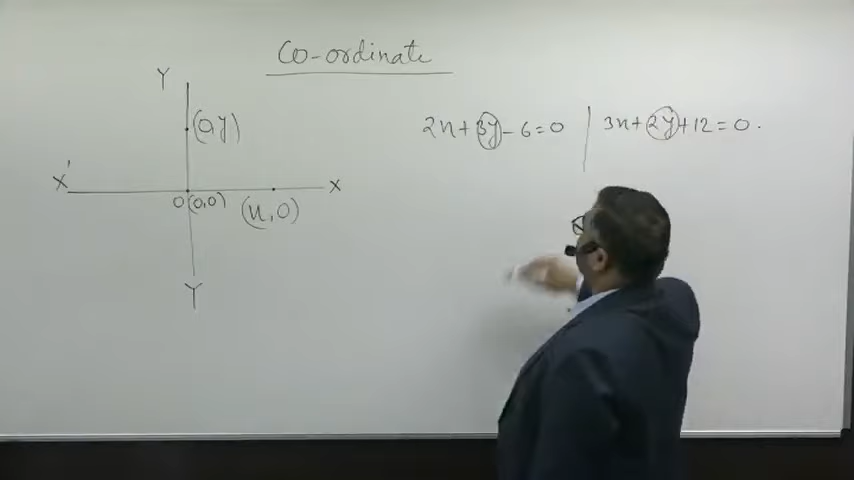 Co-ordinate
Y
(0,y)
2x+3y-6=0 | 3x+2y+12=0.
X' O(0,0) (x,0) X
Y